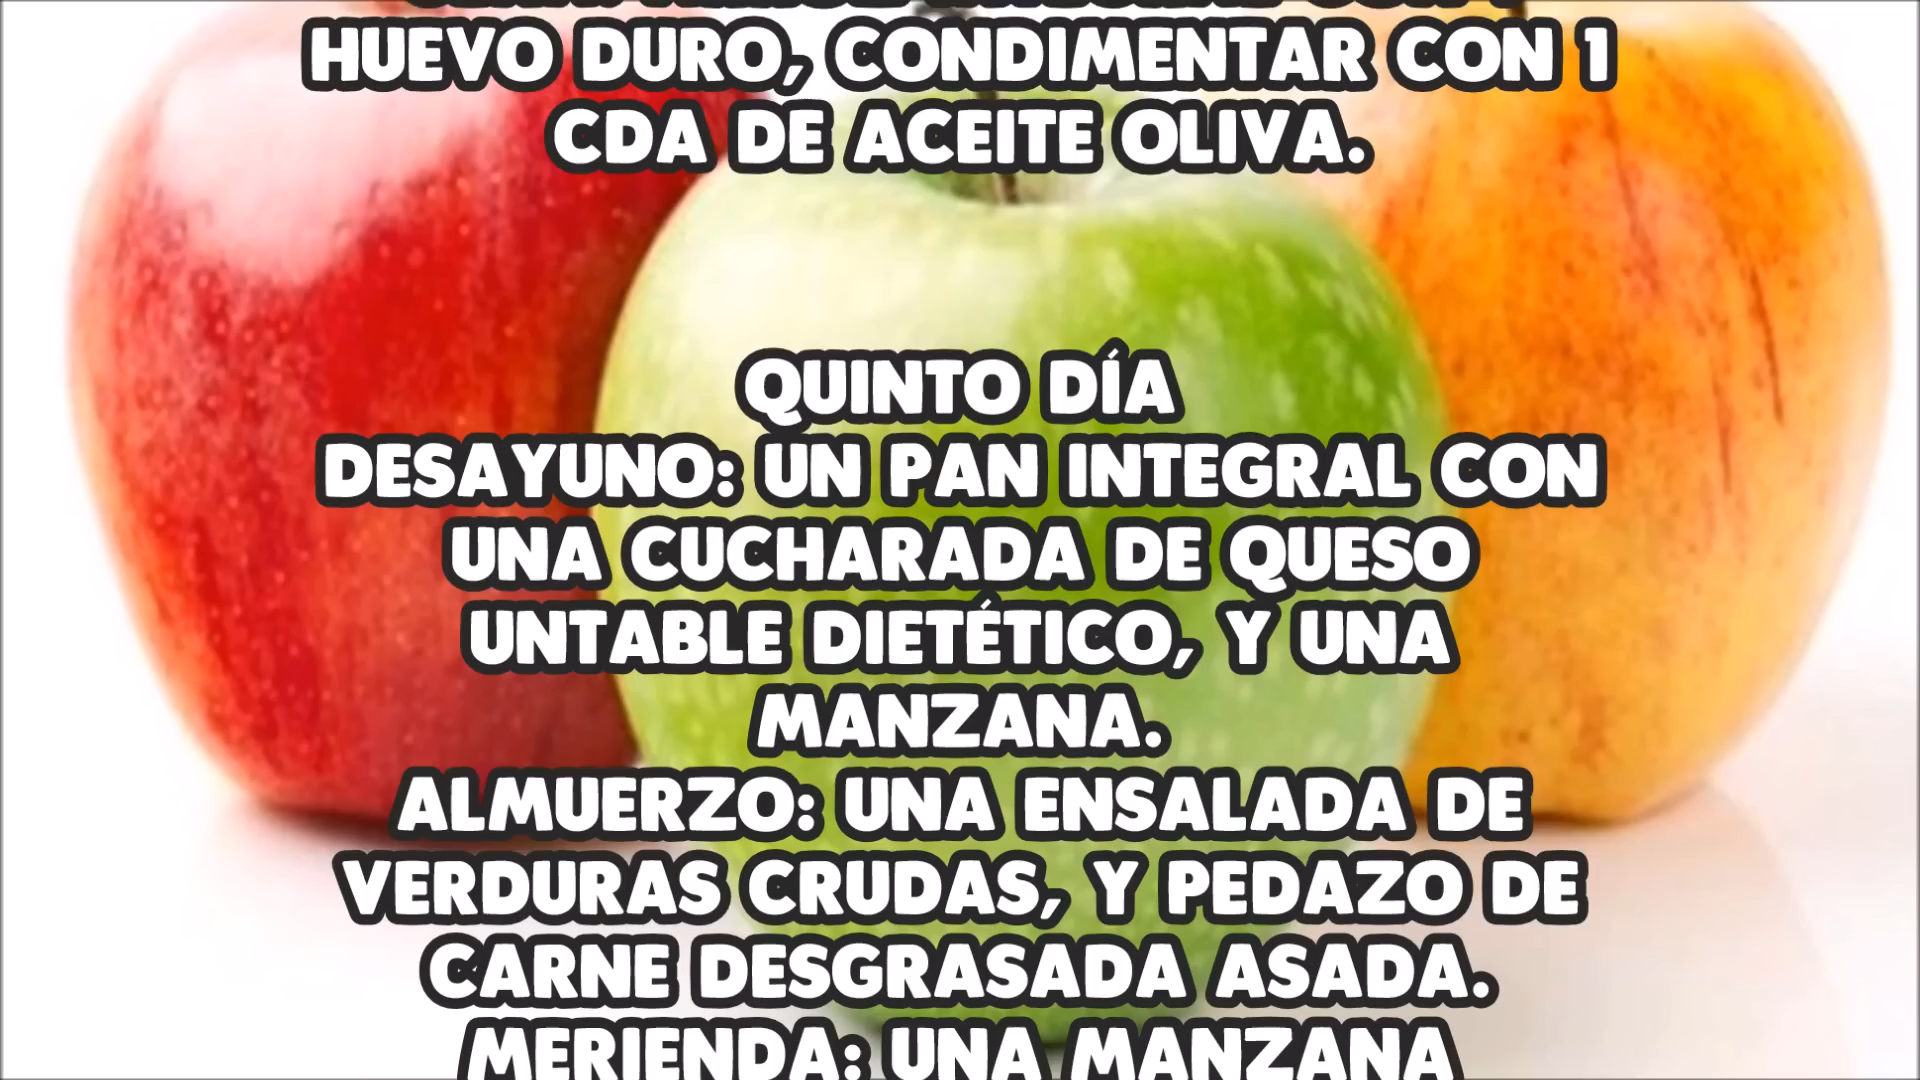 HUEVO DURO, CONDIMENTAR CON 1
CDA DE ACEITE OLIVA.
QUINTO DÍA
DESAYUNO: UN PAN INTEGRAL CON
UNA CUCHARADA DE QUESO
UNTABLE DIETÉTICO, Y UNA
MANZANA.
ALMUERZO: UNA ENSALADA DE
VERDURAS CRUDAS, Y PEDAZO DE
CARNE DESGRASADA ASADA.
MERIENDA: UNA MANZANA